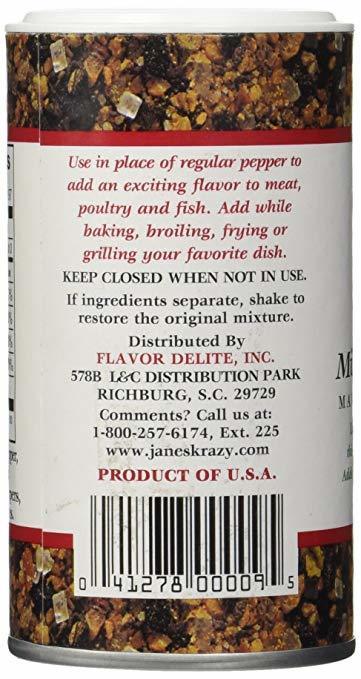 Use in place of regular pepper to
add an exciting flavor to meat,
poultry and fish. Add while
baking, broiling, frying or
grilling your favorite dish.
KEEP CLOSED WHEN NOT IN USE.
If ingredients separate, shake to
restore the original mixture.
Distributed By
FLAVOR DELITE, INC.
578B L&C DISTRIBUTION PARK
RICHBURG, S.C. 29729
Comments? Call us at:
1-800-257-6174, Ext. 225
www.janeskrazy.com
PRODUCT OF U.S.A.
0 41278 00009 5